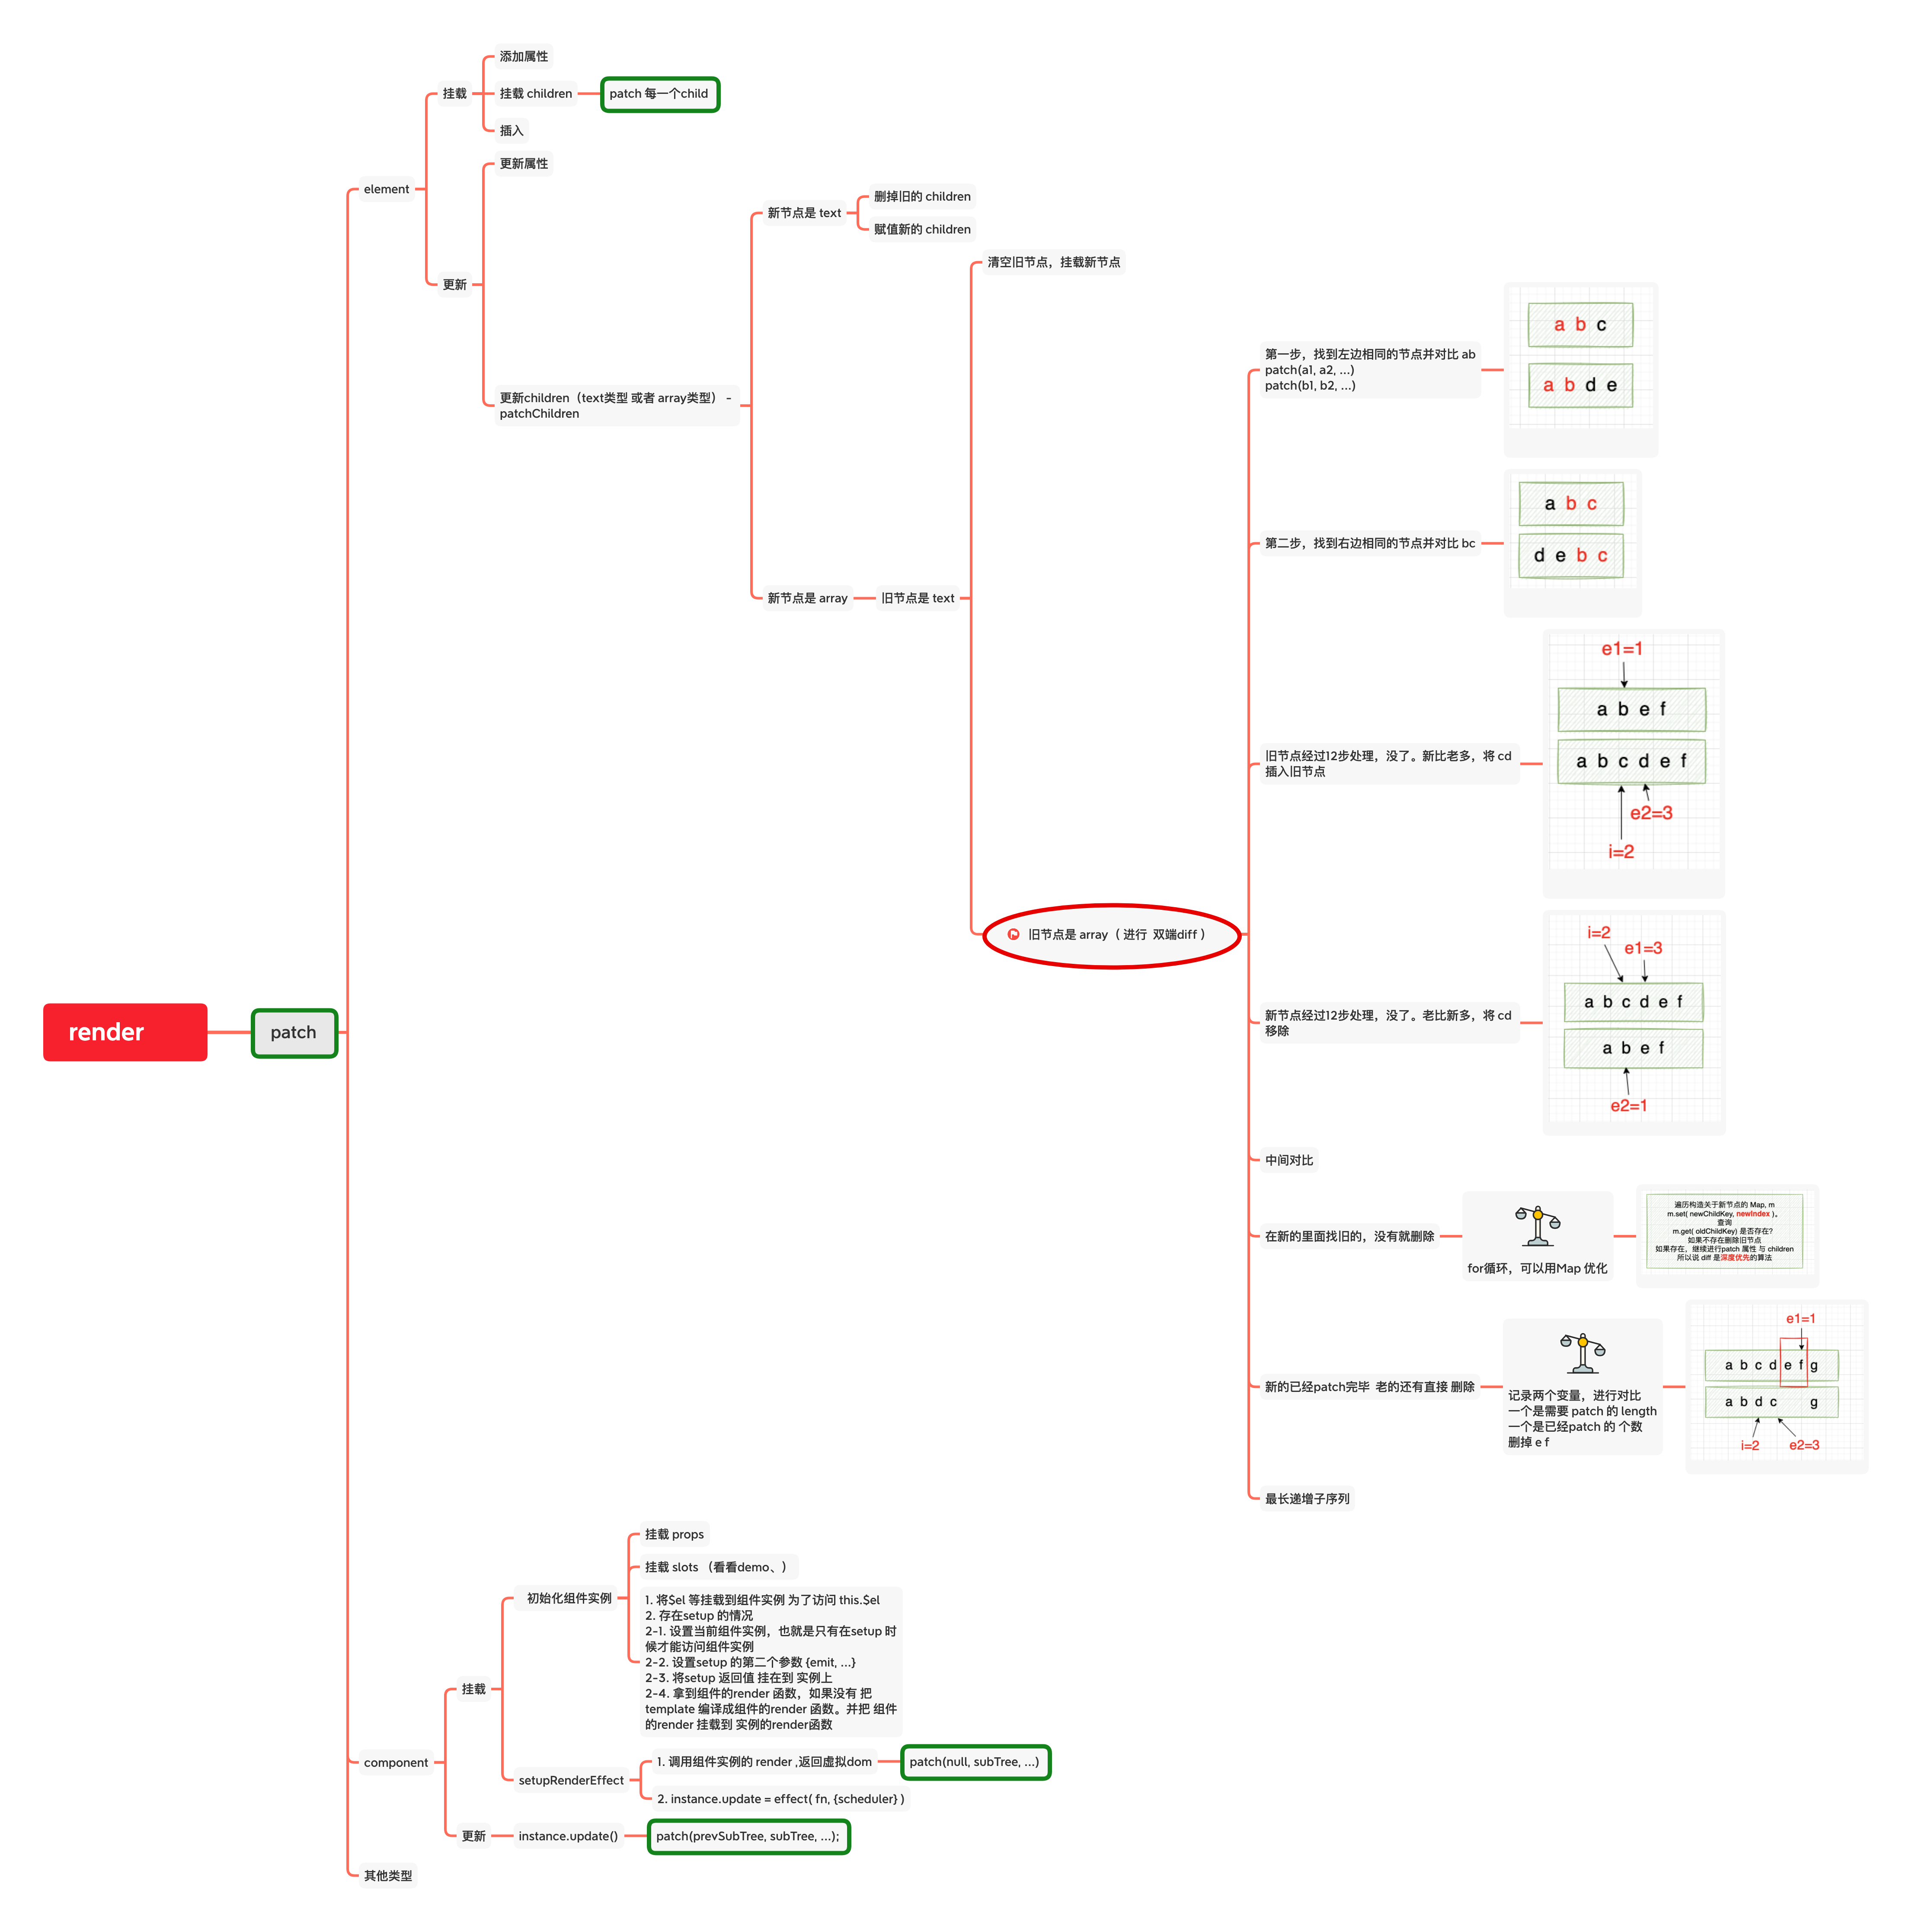 render
patch
element
挂载
添加属性
挂载 children
patch 每一个child
插入
更新
更新属性
更新children（text类型 或者 array类型） -
patchChildren
新节点是 text
删掉旧的 children
赋值新的 children
新节点是 array
旧节点是 text
清空旧节点，挂载新节点
旧节点是 array（ 进行 双端diff ）
第一步，找到左边相同的节点并对比 ab
patch(a1, a2, ...)
patch(b1, b2, ...)
a b c
a b d e
第二步，找到右边相同的节点并对比 bc
a b c
d e b c
旧节点经过12步处理，没了。新比老多，将 cd
插入旧节点
e1=1
a b e f
a b c d e f
e2=3
i=2
新节点经过12步处理，没了。老比新多，将 cd
移除
i=2
e1=3
a b c d e f
a b e f
e2=1
中间对比
在新的里面找旧的，没有就删除
for循环，可以用Map 优化
遍历构造关于新节点的 Map, m
m.set( newChildKey, newIndex )。
查询
m.get( oldChildKey) 是否存在?
如果不存在删除旧节点
如果存在，继续进行patch 属性 与 children
所以说 diff 是深度优先的算法
新的已经patch完毕 老的还有直接 删除
记录两个变量，进行对比
一个是需要 patch 的 length
一个是已经patch 的 个数
删掉 e f
e1=1
a b c d e f g
a b d c g
i=2
e2=3
最长递增子序列
component
挂载
初始化组件实例
挂载 props
挂载 slots （看看demo、）
1. 将$el 等挂载到组件实例 为了访问 this.$el
2. 存在setup 的情况
2-1. 设置当前组件实例，也就是只有在setup 时
候才能访问组件实例
2-2. 设置setup 的第二个参数 {emit, ...}
2-3. 将setup 返回值 挂在到 实例上
2-4. 拿到组件的render 函数，如果没有 把
template 编译成组件的render 函数。并把 组件
的render 挂载到 实例的render函数
setupRenderEffect
1. 调用组件实例的 render ,返回虚拟dom
patch(null, subTree, ...)
2. instance.update = effect( fn, {scheduler} )
更新
instance.update()
patch(prevSubTree, subTree, ...);
其他类型